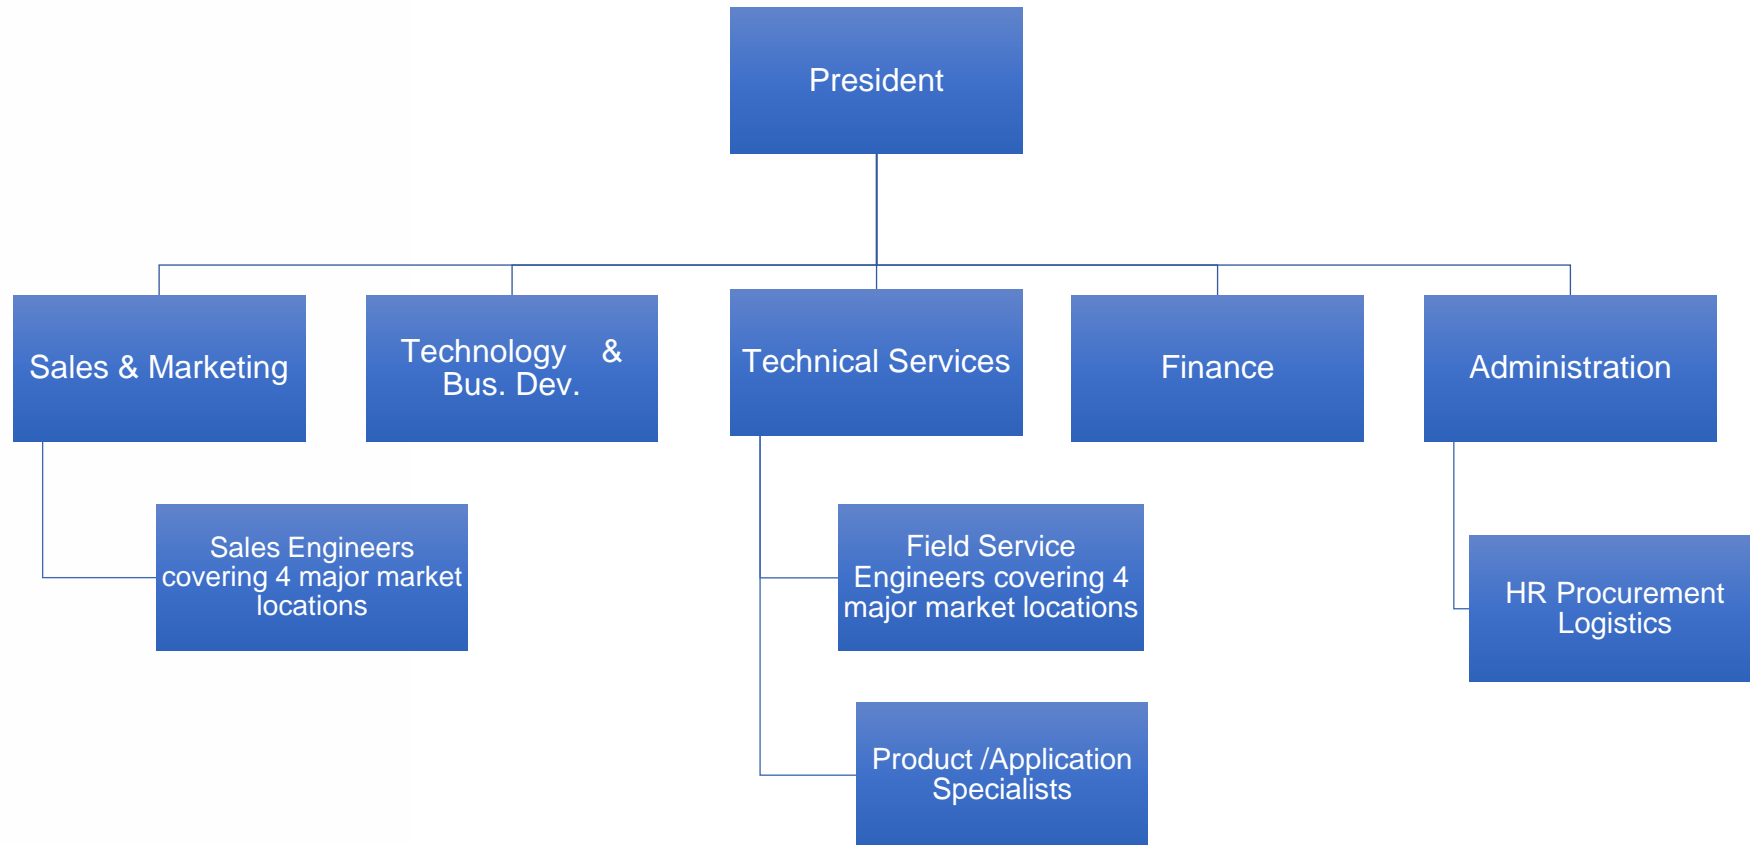 President
Sales & Marketing
Technology &
Bus. Dev.
Technical Services
Finance
Administration
Sales Engineers
covering 4 major market
locations
Field Service
Engineers covering 4
major market locations
HR Procurement
Logistics
Product /Application
Specialists